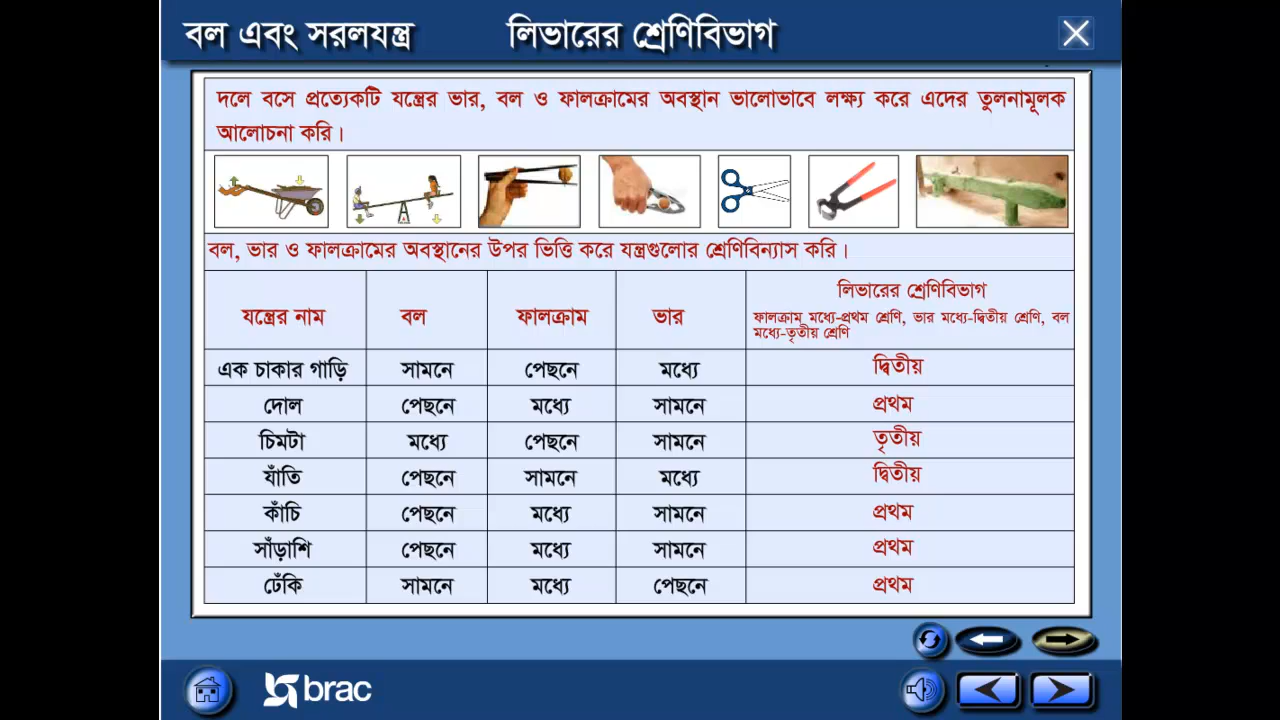 বল এবং সরলযন্ত্র লিভারের শ্রেণিবিভাগ
দলে বসে প্রত্যেকটি যন্ত্রের ভার, বল ও ফালক্রামের অবস্থান ভালোভাবে লক্ষ্য করে এদের তুলনামূলক
আলোচনা করি।
বল, ভার ও ফালক্রামের অবস্থানের উপর ভিত্তি করে যন্ত্রগুলোর শ্রেণিবিন্যাস করি।
যন্ত্রের নাম বল ফালক্রাম ভার লিভারের শ্রেণিবিভাগ
ফালক্রাম মধ্যে-প্রথম শ্রেণি, ভার মধ্যে-দ্বিতীয় শ্রেণি, বল
মধ্যে-তৃতীয় শ্রেণি
এক চাকার গাড়ি সামনে পেছনে মধ্যে দ্বিতীয়
দোল পেছনে মধ্যে সামনে প্রথম
চিমটা মধ্যে পেছনে সামনে তৃতীয়
যাঁতি পেছনে সামনে মধ্যে দ্বিতীয়
কাঁচি পেছনে মধ্যে সামনে প্রথম
সাঁড়াশি পেছনে মধ্যে সামনে প্রথম
ঢেঁকি সামনে মধ্যে পেছনে প্রথম
brac